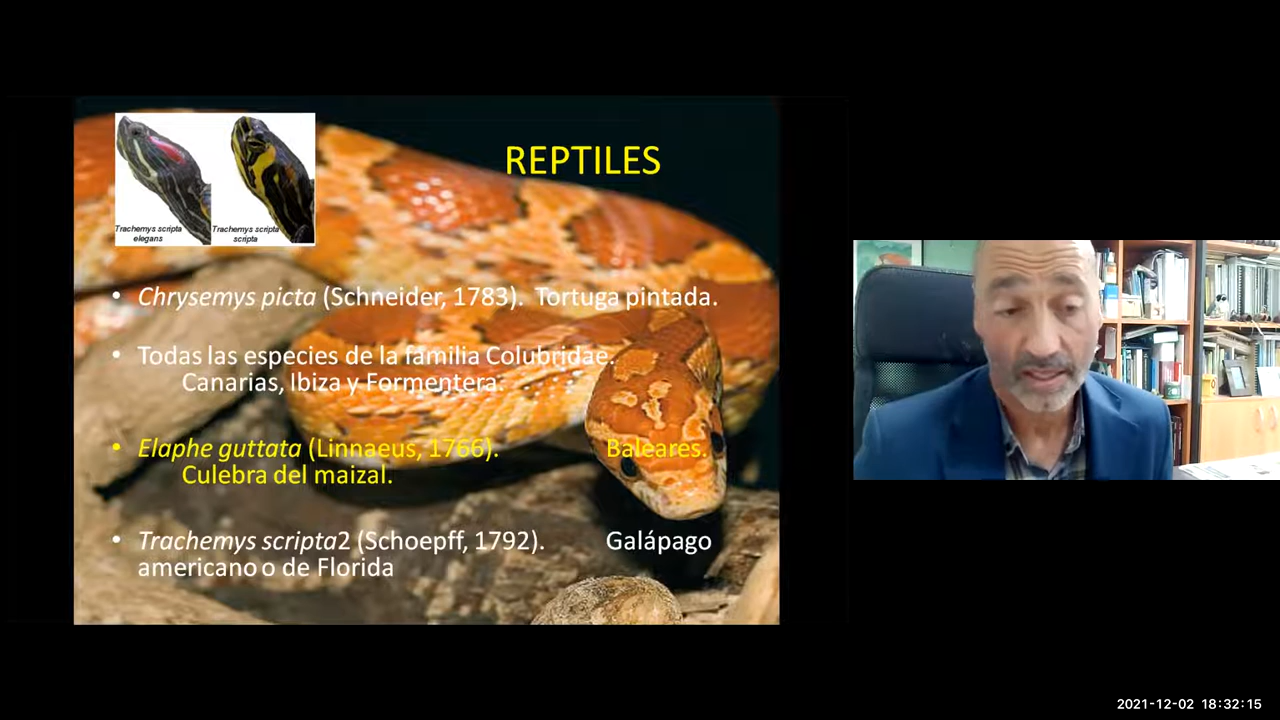 REPTILES
Trachemys scripta
elegans
Trachemys scripta
scripta
• Chrysemys picta (Schneider, 1783). Tortuga pintada.
• Todas las especies de la familia Colubridae.
Canarias, Ibiza y Formentera.
• Elaphe guttata (Linnaeus, 1766). Baleares.
Culebra del maizal.
• Trachemys scripta2 (Schoepff, 1792). Galápago
americano o de Florida
2021-12-02 18:32:15